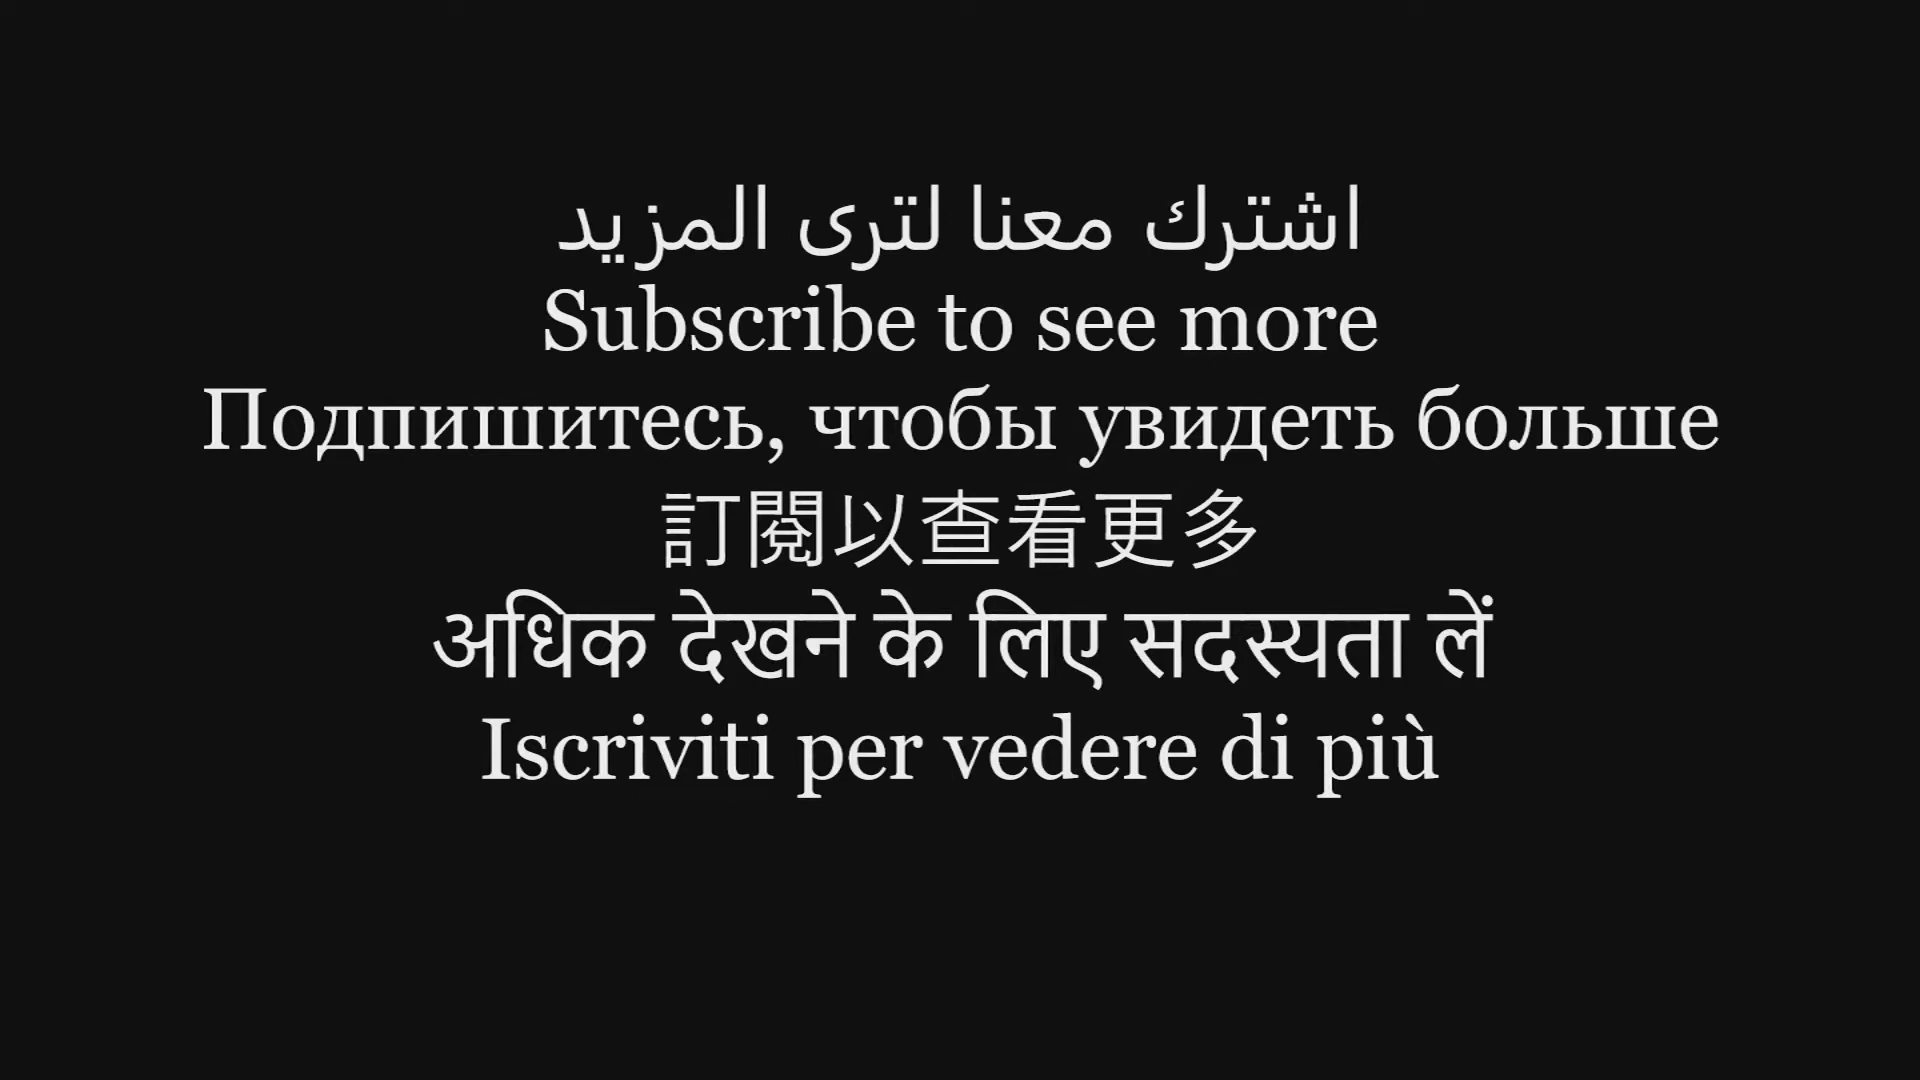 اشترك معنا لترى المزيد
Subscribe to see more
Подпишитесь, чтобы увидеть больше
訂閱以查看更多
अधिक देखने के लिए सदस्यता लें
Iscriviti per vedere di più